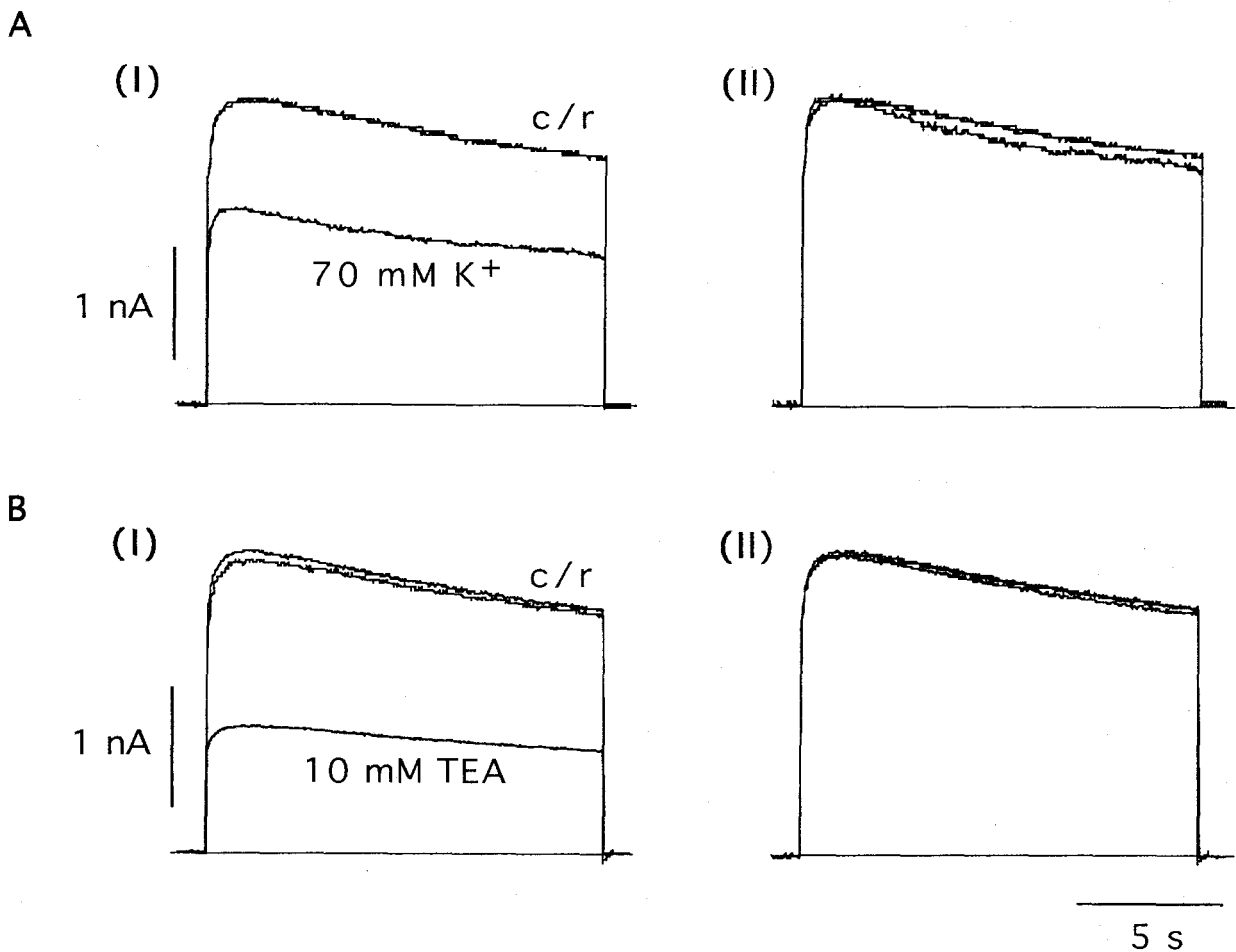 A
(I)
(II)
c/r
70 mM K+
1 nA
B
(I)
(II)
c/r
1 nA
10 mM TEA
5 s